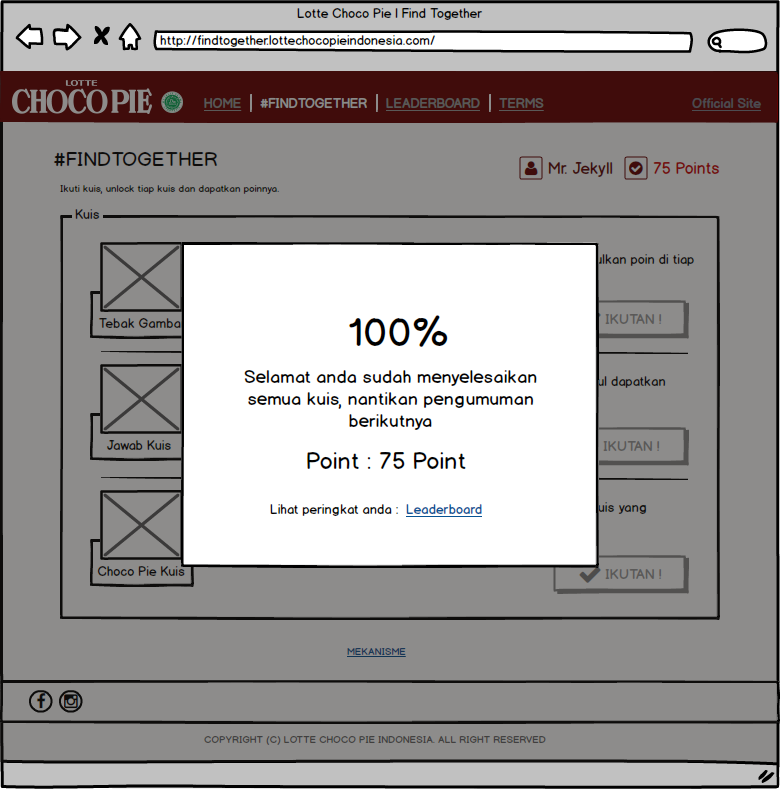 Lotte Choco Pie | Find Together
http://findtogether.lottechocopieindonesia.com/
LOTTE
CHOCO PIE
HOME | #FINDTOGETHER | LEADERBOARD | TERMS
Official Site
#FINDTOGETHER
Mr. Jekyll
75 Points
Ikuti kuis, unlock tiap kuis dan dapatkan poinnya.
Kuis
ulkan poin di tiap
Tebak Gamba
IKUTAN !
100%
Selamat anda sudah menyelesaikan
semua kuis, nantikan pengumuman
berikutnya
Point : 75 Point
Lihat peringkat anda : Leaderboard
ul dapatkan
Jawab Kuis
IKUTAN !
uis yang
Choco Pie Kuis
IKUTAN !
MEKANISME
COPYRIGHT (C) LOTTE CHOCO PIE INDONESIA. ALL RIGHT RESERVED